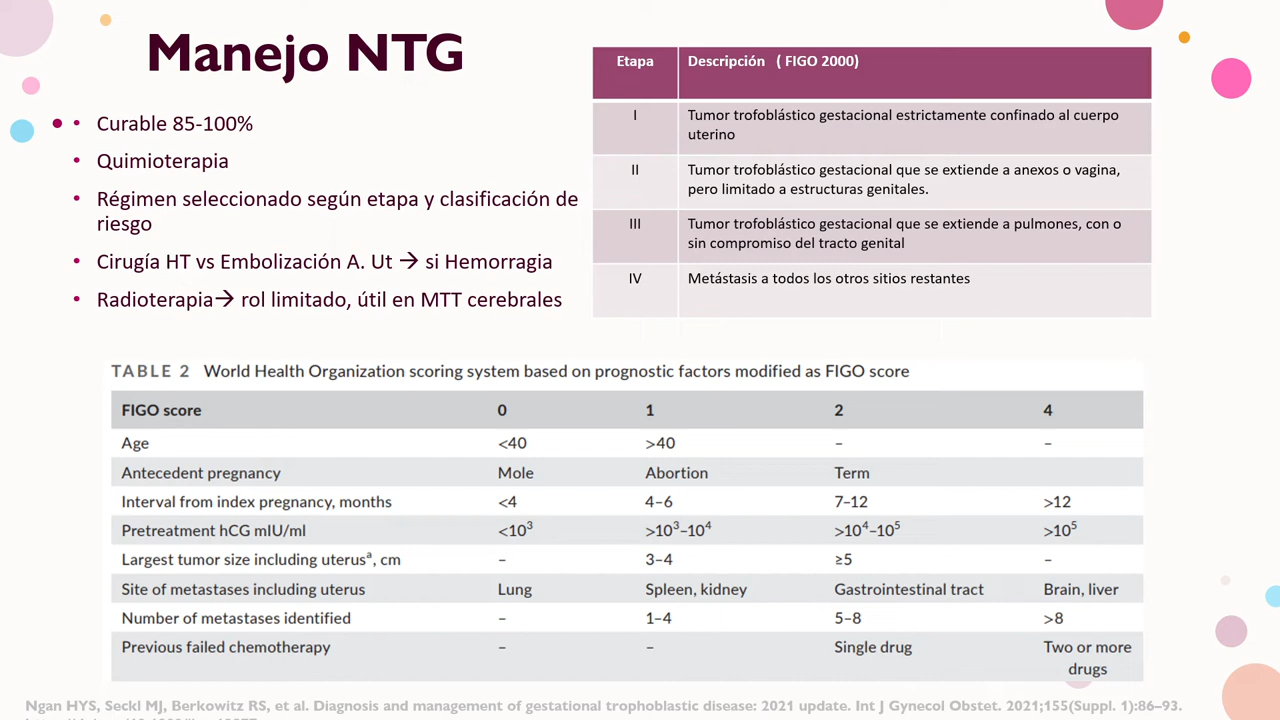 Manejo NTG
• Curable 85-100%
• Quimioterapia
• Régimen seleccionado según etapa y clasificación de
riesgo
• Cirugía HT vs Embolización A. Ut → si Hemorragia
• Radioterapia→ rol limitado, útil en MTT cerebrales
Etapa Descripción ( FIGO 2000)
I Tumor trofoblástico gestacional estrictamente confinado al cuerpo
uterino
II Tumor trofoblástico gestacional que se extiende a anexos o vagina,
pero limitado a estructuras genitales.
III Tumor trofoblástico gestacional que se extiende a pulmones, con o
sin compromiso del tracto genital
IV Metástasis a todos los otros sitios restantes
TABLE 2 World Health Organization scoring system based on prognostic factors modified as FIGO score
FIGO score 0 1 2 4
Age <40 >40 – –
Antecedent pregnancy Mole Abortion Term
Interval from index pregnancy, months <4 4–6 7–12 >12
Pretreatment hCG mIU/ml <10³ >10³–10⁴ >10⁴–10⁵ >10⁵
Largest tumor size including uterusᵃ, cm – 3–4 ≥5 –
Site of metastases including uterus Lung Spleen, kidney Gastrointestinal tract Brain, liver
Number of metastases identified – 1–4 5–8 >8
Previous failed chemotherapy – – Single drug Two or more
drugs
Ngan HYS, Seckl MJ, Berkowitz RS, et al. Diagnosis and management of gestational trophoblastic disease: 2021 update. Int J Gynecol Obstet. 2021;155(Suppl. 1):86–93.